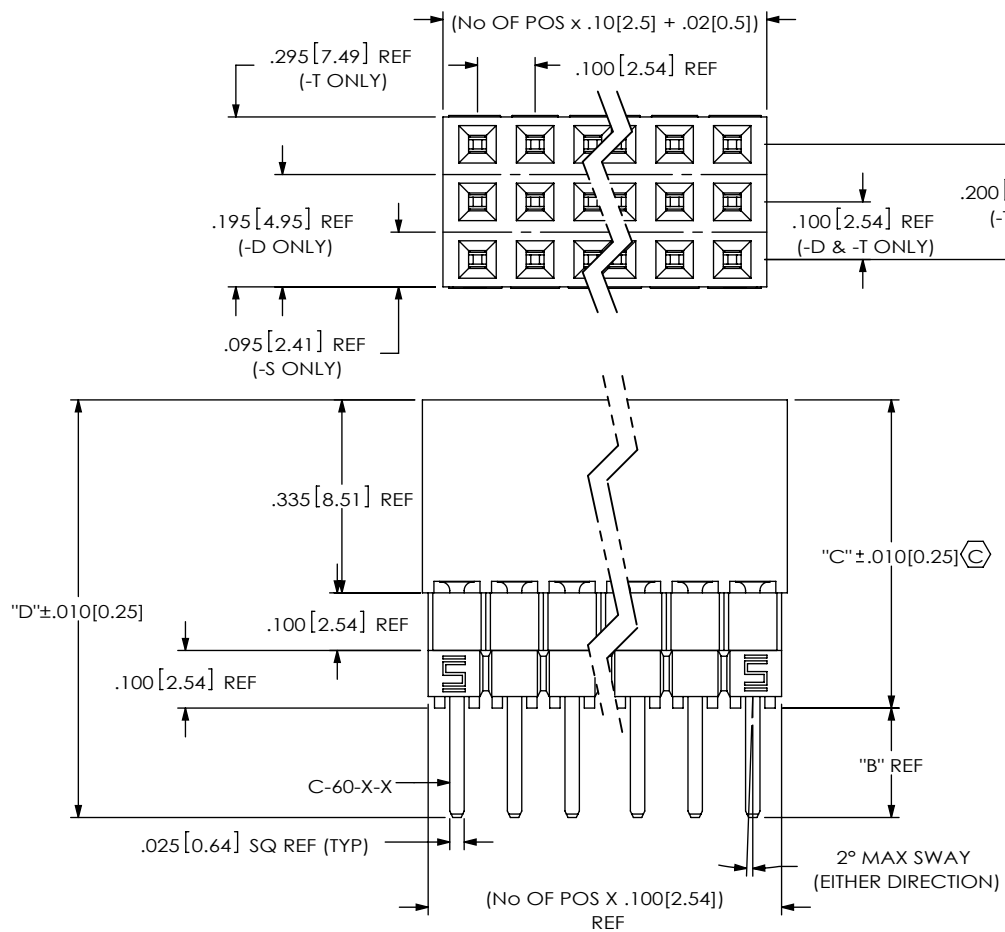 (No OF POS x .10[2.5] + .02[0.5])
.295[7.49] REF
(-T ONLY)
.100[2.54] REF
.195[4.95] REF
(-D ONLY)
.100[2.54] REF
(-D & -T ONLY)
.200[
(-
.095[2.41] REF
(-S ONLY)
.335[8.51] REF
"C"±.010[0.25] C
"D"±.010[0.25]
.100[2.54] REF
.100[2.54] REF
"B" REF
C-60-X-X
.025[0.64] SQ REF (TYP)
2° MAX SWAY
(EITHER DIRECTION)
(No OF POS X .100[2.54])
REF